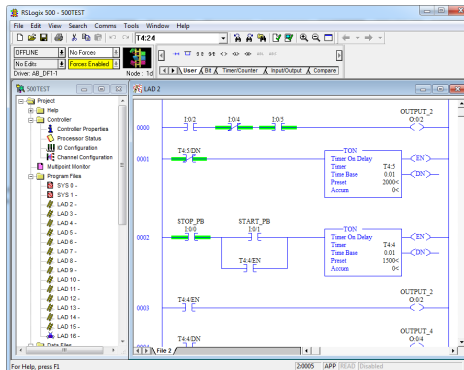 RSLogix 500 - 500TEST
File Edit View Search Comms Tools Window Help
T4:24
OFFLINE No Forces
No Edits Forces Enabled
Driver: AB_DF1-1 Node : 1d
User Bit Timer/Counter Input/Output Compare
500TEST
Project
Help
Controller
Controller Properties
Processor Status
IO Configuration
Channel Configuration
Multipoint Monitor
Program Files
SYS 0 -
SYS 1 -
LAD 2 -
LAD 3 -
LAD 4 -
LAD 5 -
LAD 6 -
LAD 7 -
LAD 8 -
LAD 9 -
LAD 10 -
LAD 11 -
LAD 12 -
LAD 13 -
LAD 14 -
LAD 15 -
LAD 16 -
Data Files
LAD 2
OUTPUT_2
0000 I:0/2 I:0/4 I:0/5 O:0/2
0001 T4:5/DN
TON
Timer On Delay
Timer T4:5
Time Base 0.01
Preset 2000<
Accum 0<
EN
DN
STOP_PB START_PB
0002 I:0/0 I:0/1
T4:4/EN
TON
Timer On Delay
Timer T4:4
Time Base 0.01
Preset 1500<
Accum 0<
EN
DN
OUTPUT_2
0003 T4:4/EN O:0/2
OUTPUT_4
0004 T4:4/DN O:0/4
File 2
For Help, press F1 2:0005 APP READ Disabled